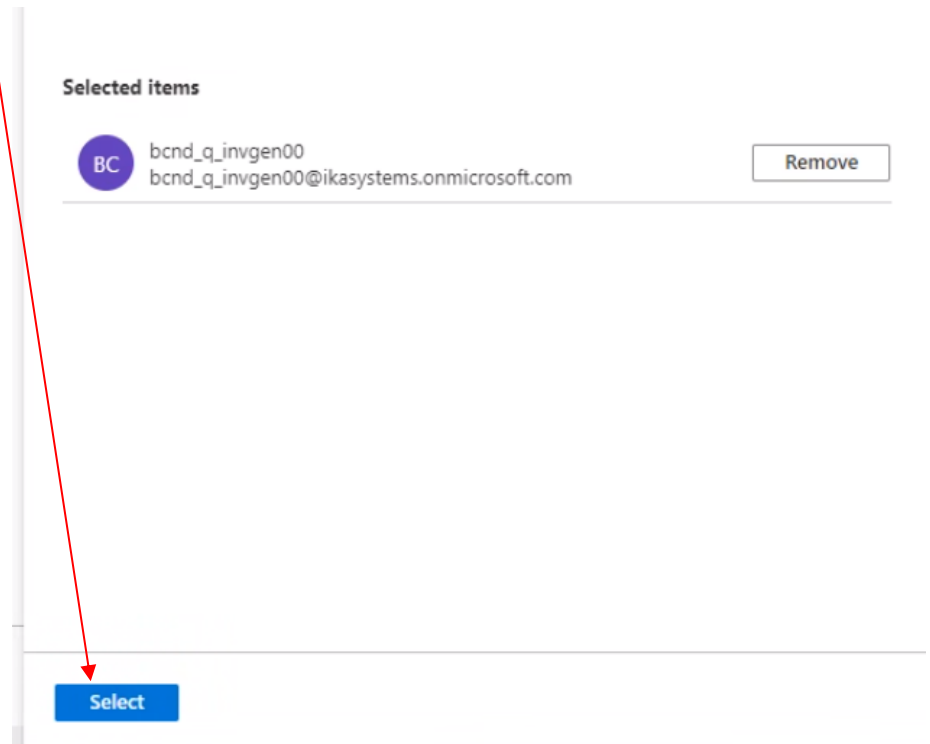 Selected items
BC
bcnd_q_invgen00
bcnd_q_invgen00@ikasystems.onmicrosoft.com
Remove
Select